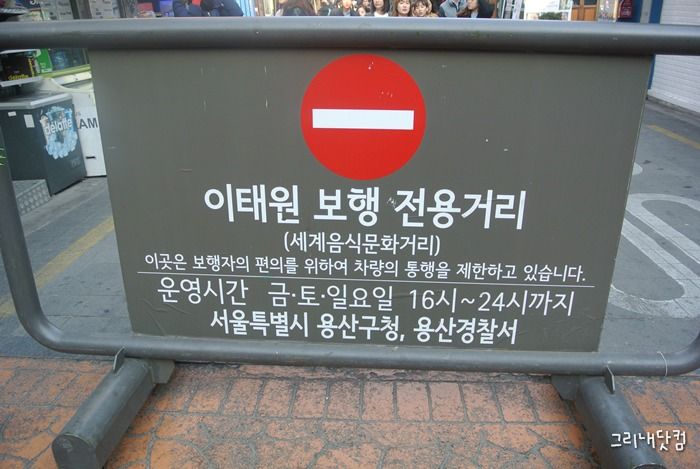 이태원 보행 전용거리
(세계음식문화거리)
이곳은 보행자의 편의를 위하여 차량의 통행을 제한하고 있습니다.
운영시간 금·토·일요일 16시~24시까지
서울특별시 용산구청, 용산경찰서
delaffe
AM
그리내닷컴